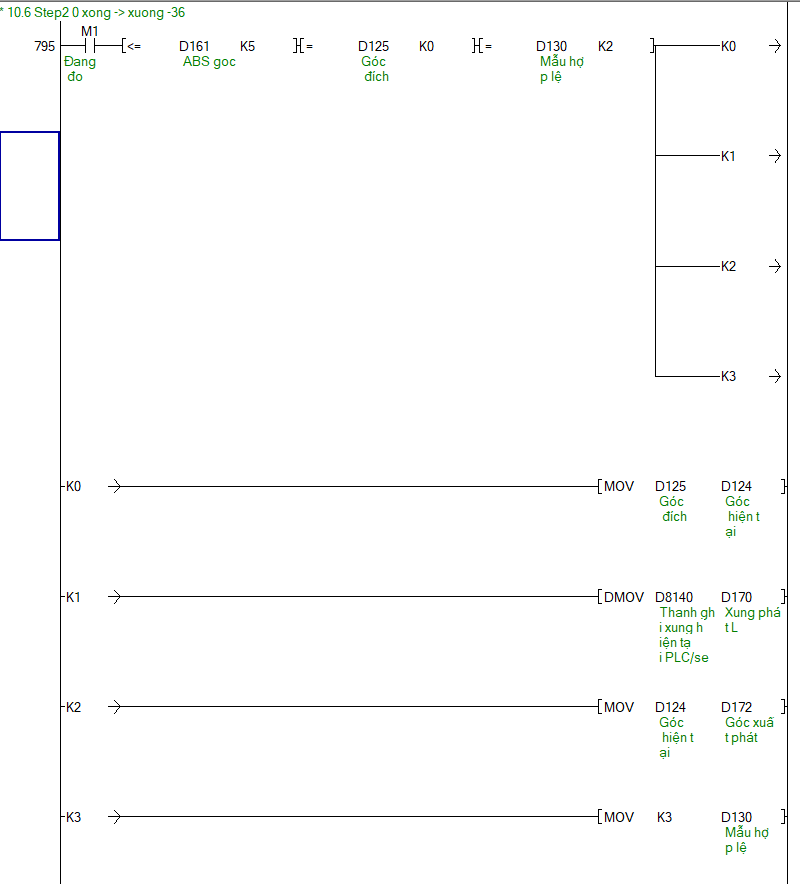 * 10.6 Step2 0 xong -> xuong -36
M1
795 [<= D161 K5 ][= D125 K0 ][= D130 K2 ] K0
Đang ABS goc Góc Mẫu hợ
đo đích p lệ
K1
K2
K3
K0 [MOV D125 D124 ]
Góc Góc
đích hiện t
ại
K1 [DMOV D8140 D170 ]
Thanh gh Xung phá
i xung h t L
iện tạ
i PLC/se
K2 [MOV D124 D172 ]
Góc Góc xuấ
hiện t t phát
ại
K3 [MOV K3 D130 ]
Mẫu hợ
p lệ